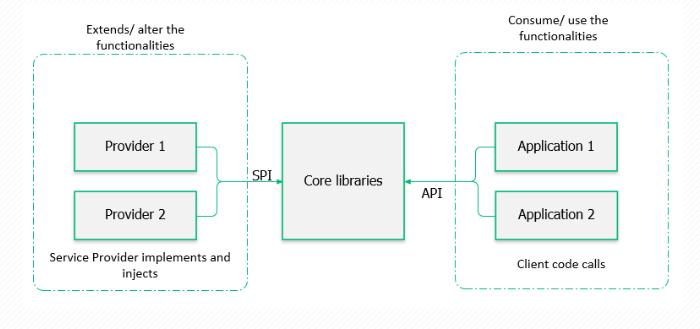 Extends/ alter the
functionalities
Provider 1
Provider 2
Service Provider implements and
injects
SPI
Core libraries
API
Consume/ use the
functionalities
Application 1
Application 2
Client code calls